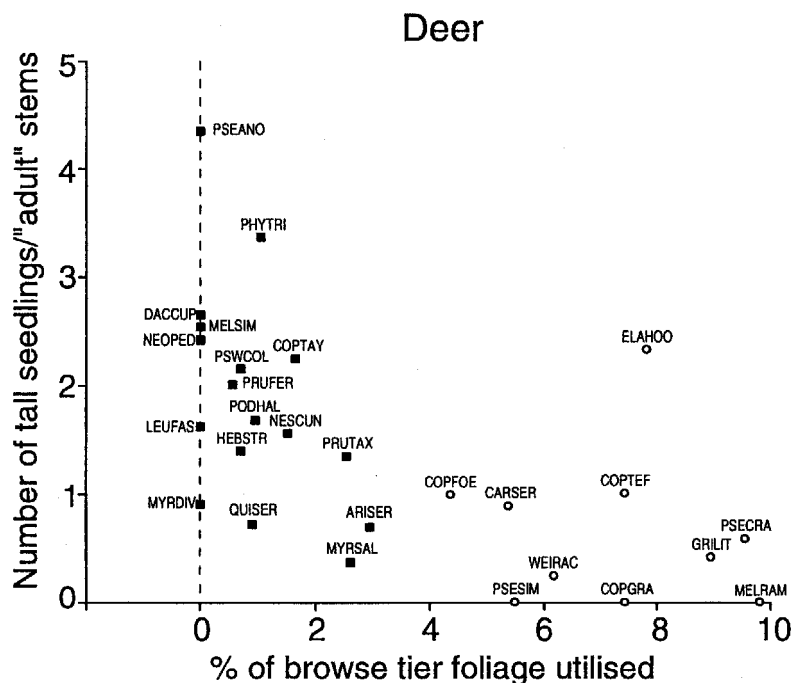 Deer
Number of tall seedlings/"adult" stems
5
4
3
2
1
0
PSEANO
PHYTRI
DACCUP
MELSIM
NEOPED
COPTAY
PSWCOL
PRUFER
ELAHOO
PODHAL
LEUFAS
NESCUN
HEBSTR
PRUTAX
COPFOE
CARSER
COPTEF
MYRDIV
QUISER
ARISER
PSECRA
GRILIT
MYRSAL
WEIRAC
PSESIM
COPGRA
MELRAM
0 2 4 6 8 10
% of browse tier foliage utilised